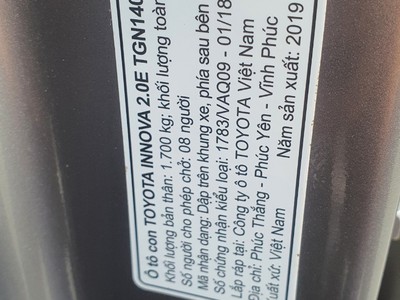 Ô tô con TOYOTA INNOVA 2.0E TGN140
Khối lượng bản thân: 1.700 kg; khối lượng toàn
Số người cho phép chở: 08 người
Mã nhận dạng: Dập trên khung xe, phía sau bên
Số chứng nhận kiểu loại: 1783/VAQ09 - 01/18
Lắp ráp tại: Công ty ô tô TOYOTA Việt Nam
Địa chỉ: Phúc Thắng - Phúc Yên - Vĩnh Phúc
Xuất xứ: Việt Nam
Năm sản xuất: 2019